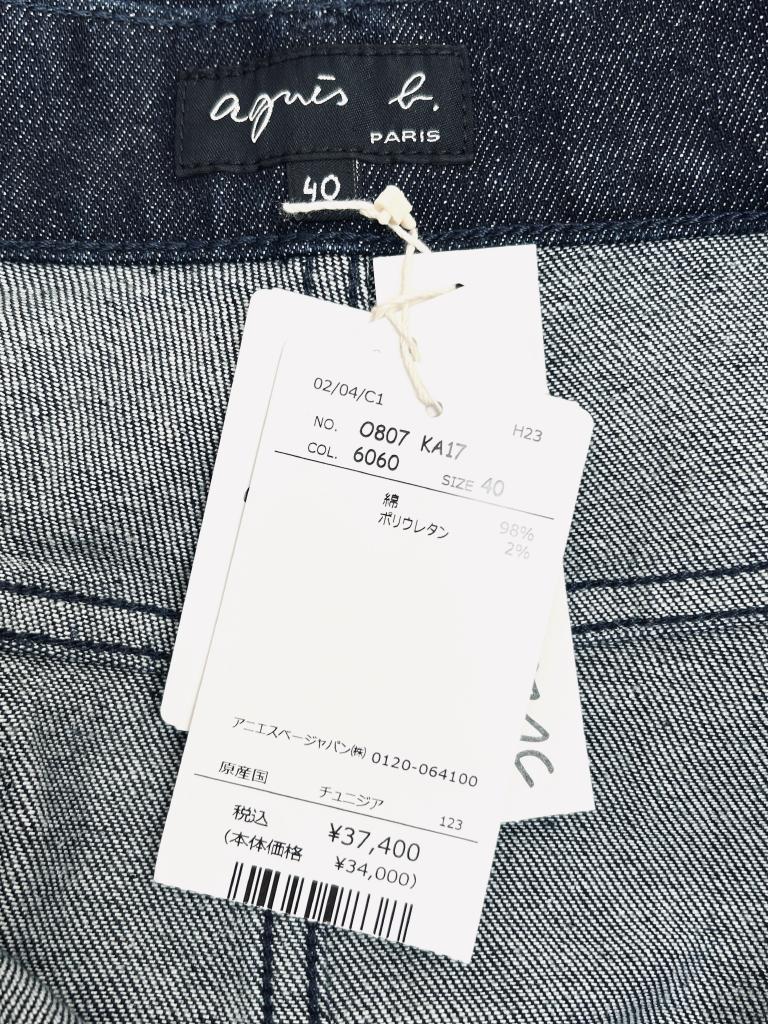 agnès b.
PARIS
40
02/04/C1
NO. 0807 KA17 H23
COL. 6060 SIZE 40
綿 98%
ポリウレタン 2%
アニエスベージャパン㈱ 0120-064100
原産国 チュニジア 123
税込 ¥37,400
(本体価格 ¥34,000)